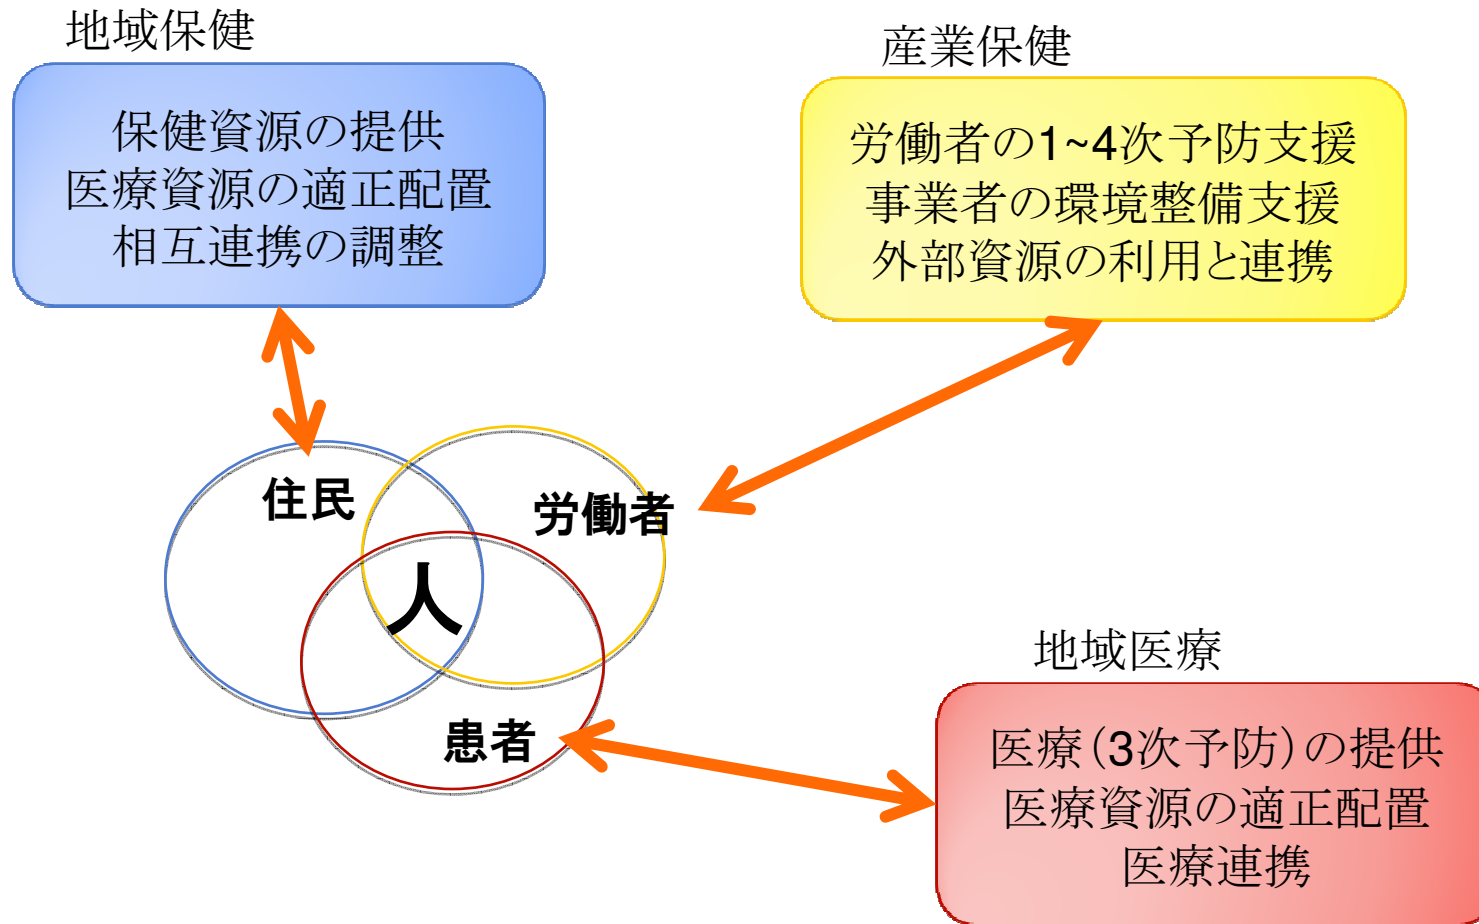 地域保健
保健資源の提供
医療資源の適正配置
相互連携の調整
産業保健
労働者の1~4次予防支援
事業者の環境整備支援
外部資源の利用と連携
住民
労働者
人
患者
地域医療
医療(3次予防)の提供
医療資源の適正配置
医療連携